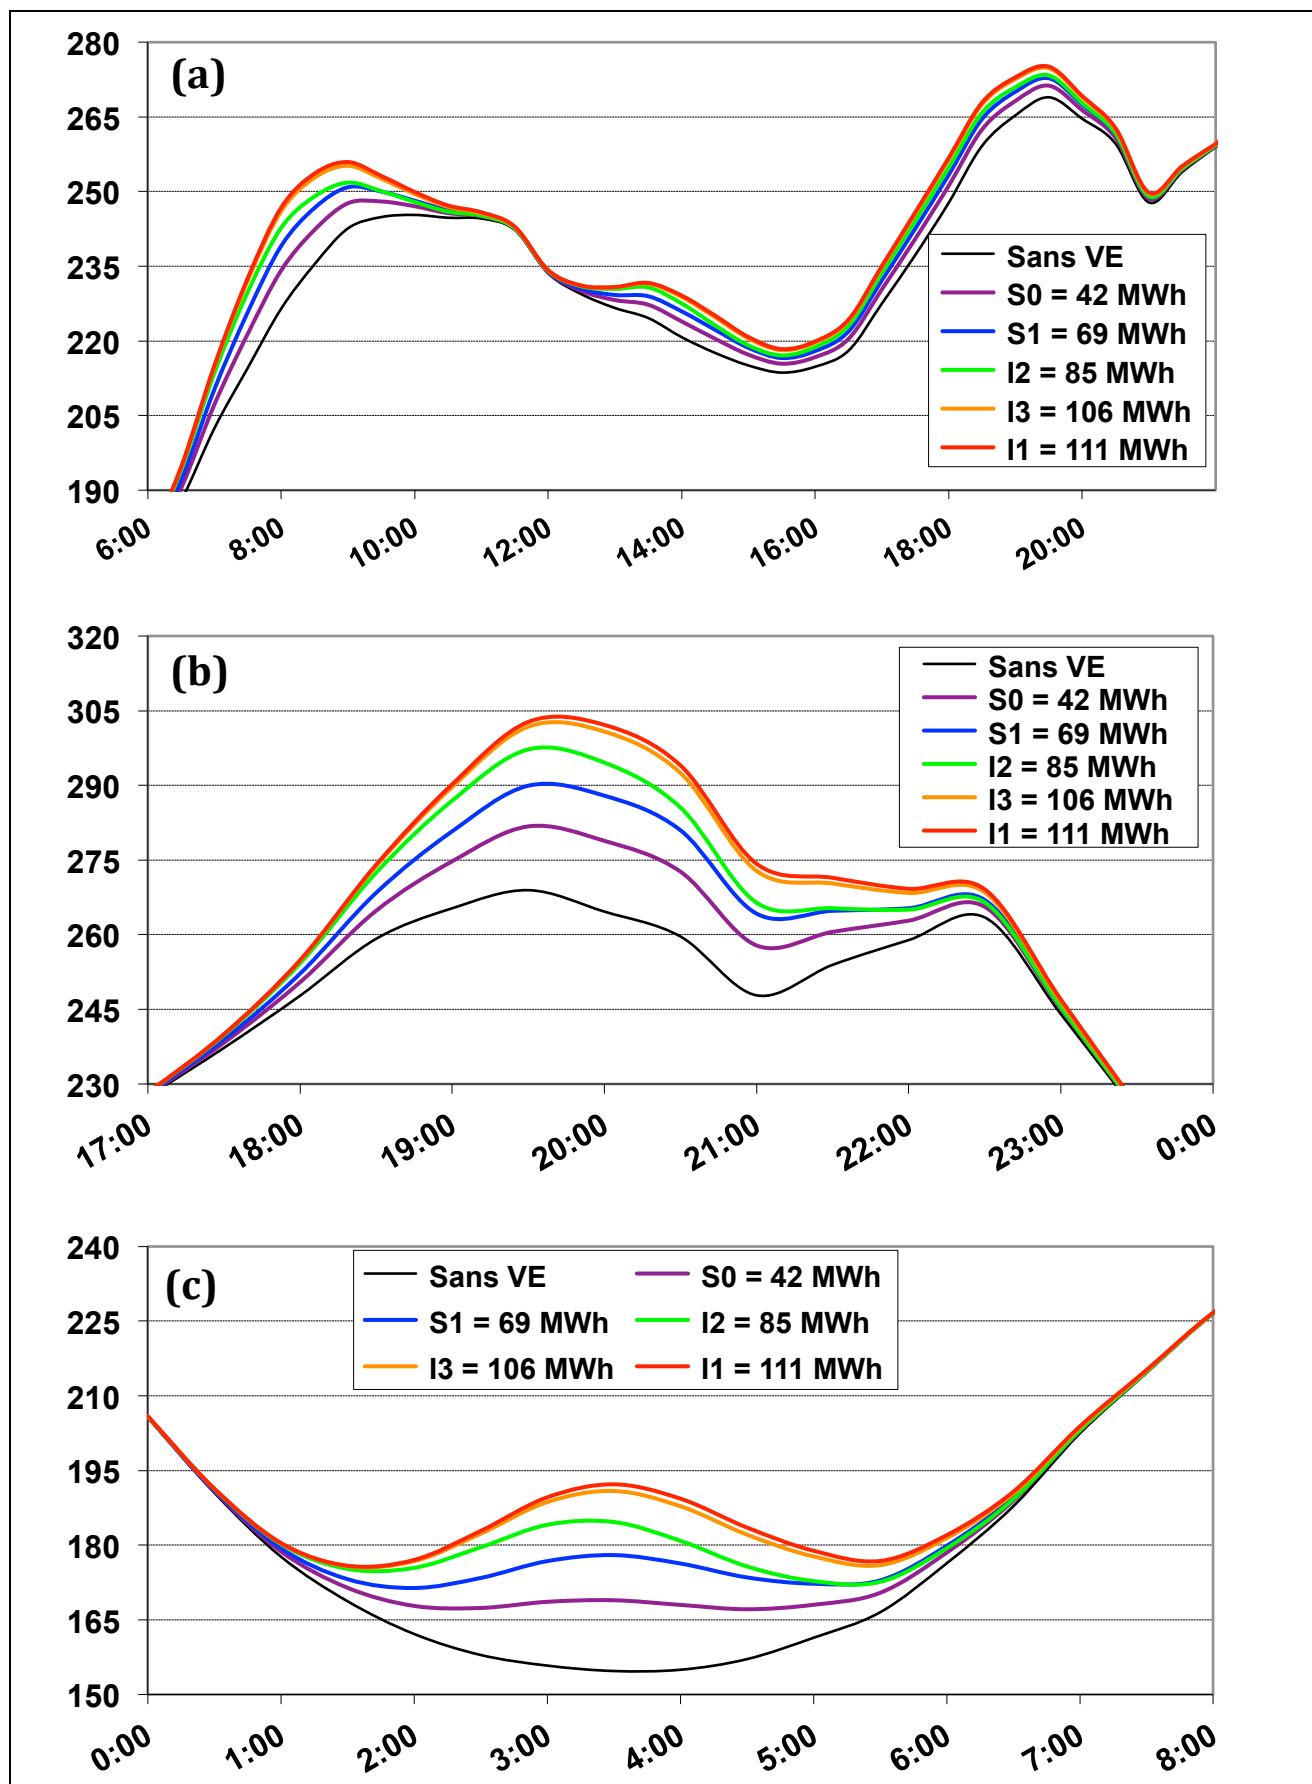 (a)
280
265
250
235
220
205
190
Sans VE
S0 = 42 MWh
S1 = 69 MWh
I2 = 85 MWh
I3 = 106 MWh
I1 = 111 MWh
6:00 8:00 10:00 12:00 14:00 16:00 18:00 20:00
(b)
320
305
290
275
260
245
230
Sans VE
S0 = 42 MWh
S1 = 69 MWh
I2 = 85 MWh
I3 = 106 MWh
I1 = 111 MWh
17:00 18:00 19:00 20:00 21:00 22:00 23:00 0:00
(c)
240
225
210
195
180
165
150
Sans VE S0 = 42 MWh
S1 = 69 MWh I2 = 85 MWh
I3 = 106 MWh I1 = 111 MWh
0:00 1:00 2:00 3:00 4:00 5:00 6:00 7:00 8:00